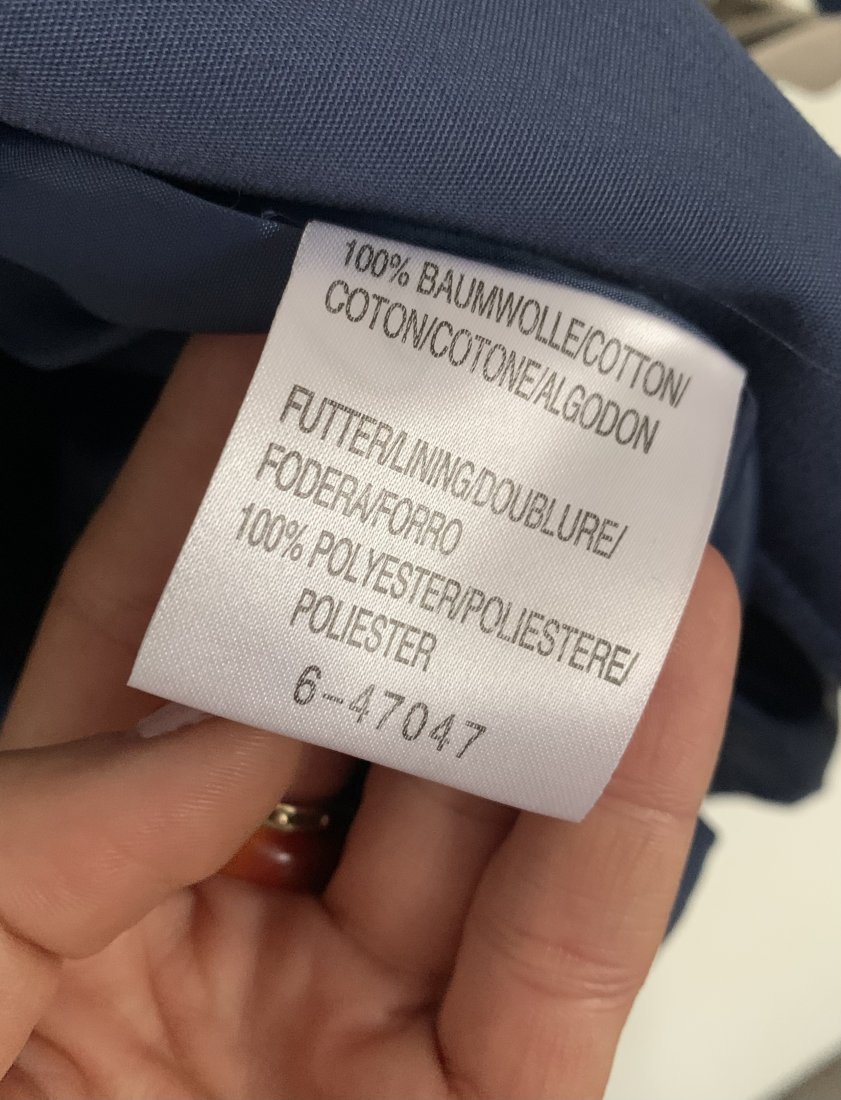 100% BAUMWOLLE/COTTON/
COTON/COTONE/ALGODON
FUTTER/LINING/DOUBLURE/
FODERA/FORRO
100% POLYESTER/POLIESTERE/
POLIESTER
6-47047